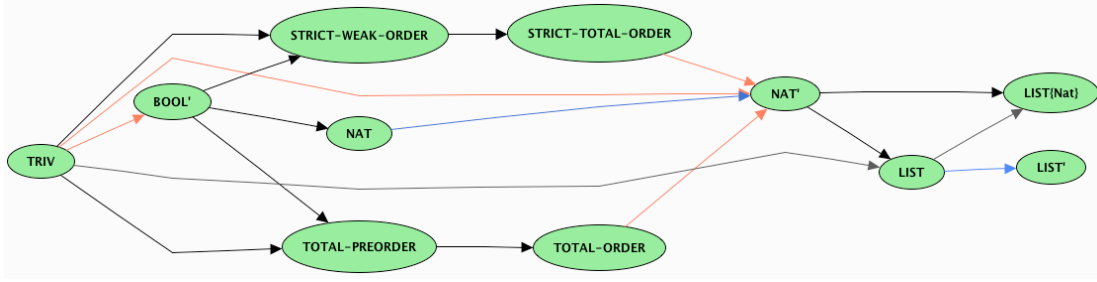 STRICT-WEAK-ORDER
STRICT-TOTAL-ORDER
BOOL'
NAT'
LIST{Nat}
NAT
TRIV
LIST
LIST'
TOTAL-PREORDER
TOTAL-ORDER